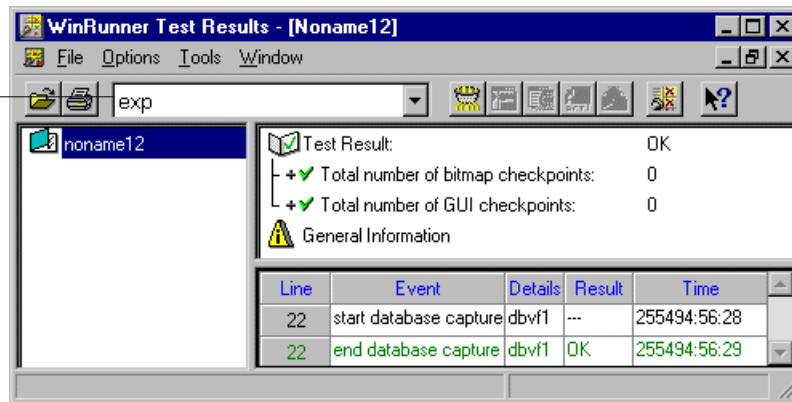 WinRunner Test Results - [Noname12]
File Options Tools Window
exp
noname12
Test Result: OK
Total number of bitmap checkpoints: 0
Total number of GUI checkpoints: 0
General Information
Line Event Details Result Time
22 start database capture dbvf1 --- 255494:56:28
22 end database capture dbvf1 OK 255494:56:29